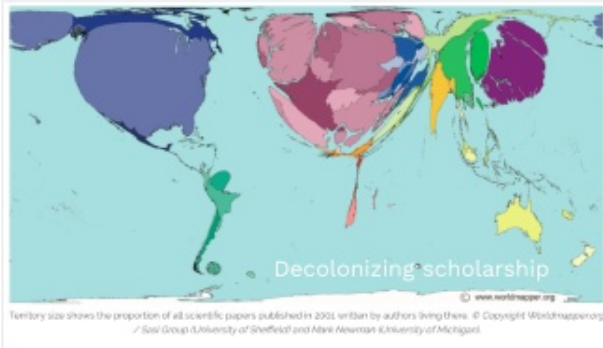 Decolonizing scholarship
© www.worldmapper.org
Territory size shows the proportion of all scientific papers published in 2001 written by authors living there. © Copyright Worldmapper.org
/ Sasi Group (University of Sheffield) and Mark Newman (University of Michigan).